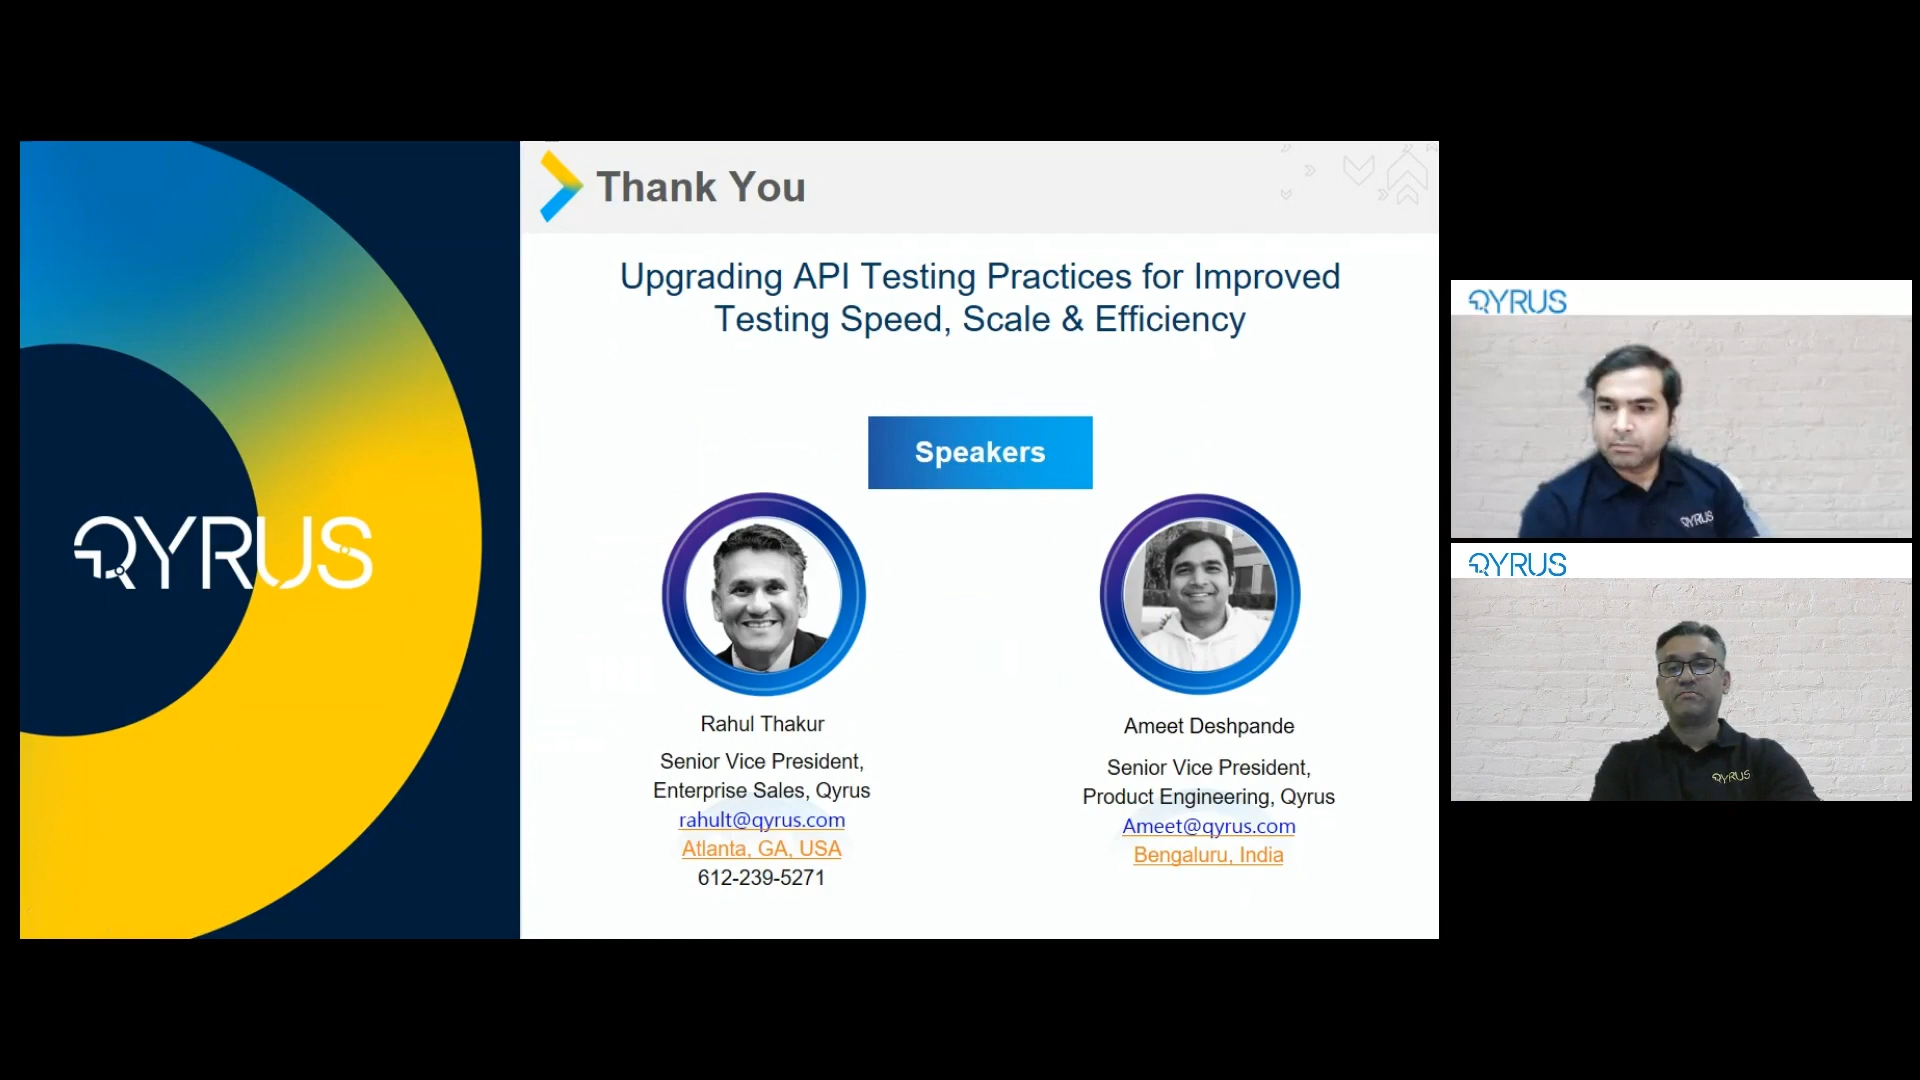 QYRUS
Thank You
Upgrading API Testing Practices for Improved
Testing Speed, Scale & Efficiency
Speakers
Rahul Thakur
Senior Vice President,
Enterprise Sales, Qyrus
rahult@qyrus.com
Atlanta, GA, USA
612-239-5271
Ameet Deshpande
Senior Vice President,
Product Engineering, Qyrus
Ameet@qyrus.com
Bengaluru, India
QYRUS
QYRUS
QYRUS
QYRUS